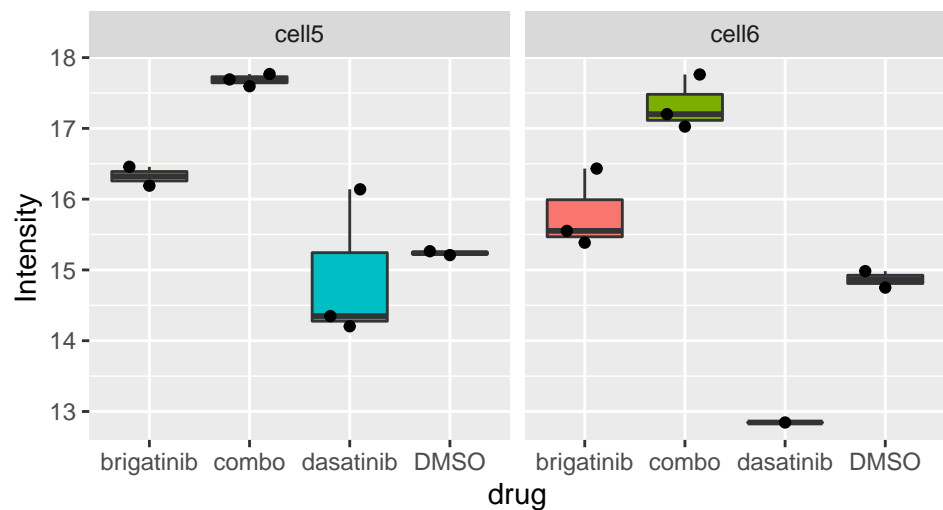 cell5 cell6
18
17
16
15
14
13
Intensity
brigatinib combo dasatinib DMSO brigatinib combo dasatinib DMSO
drug